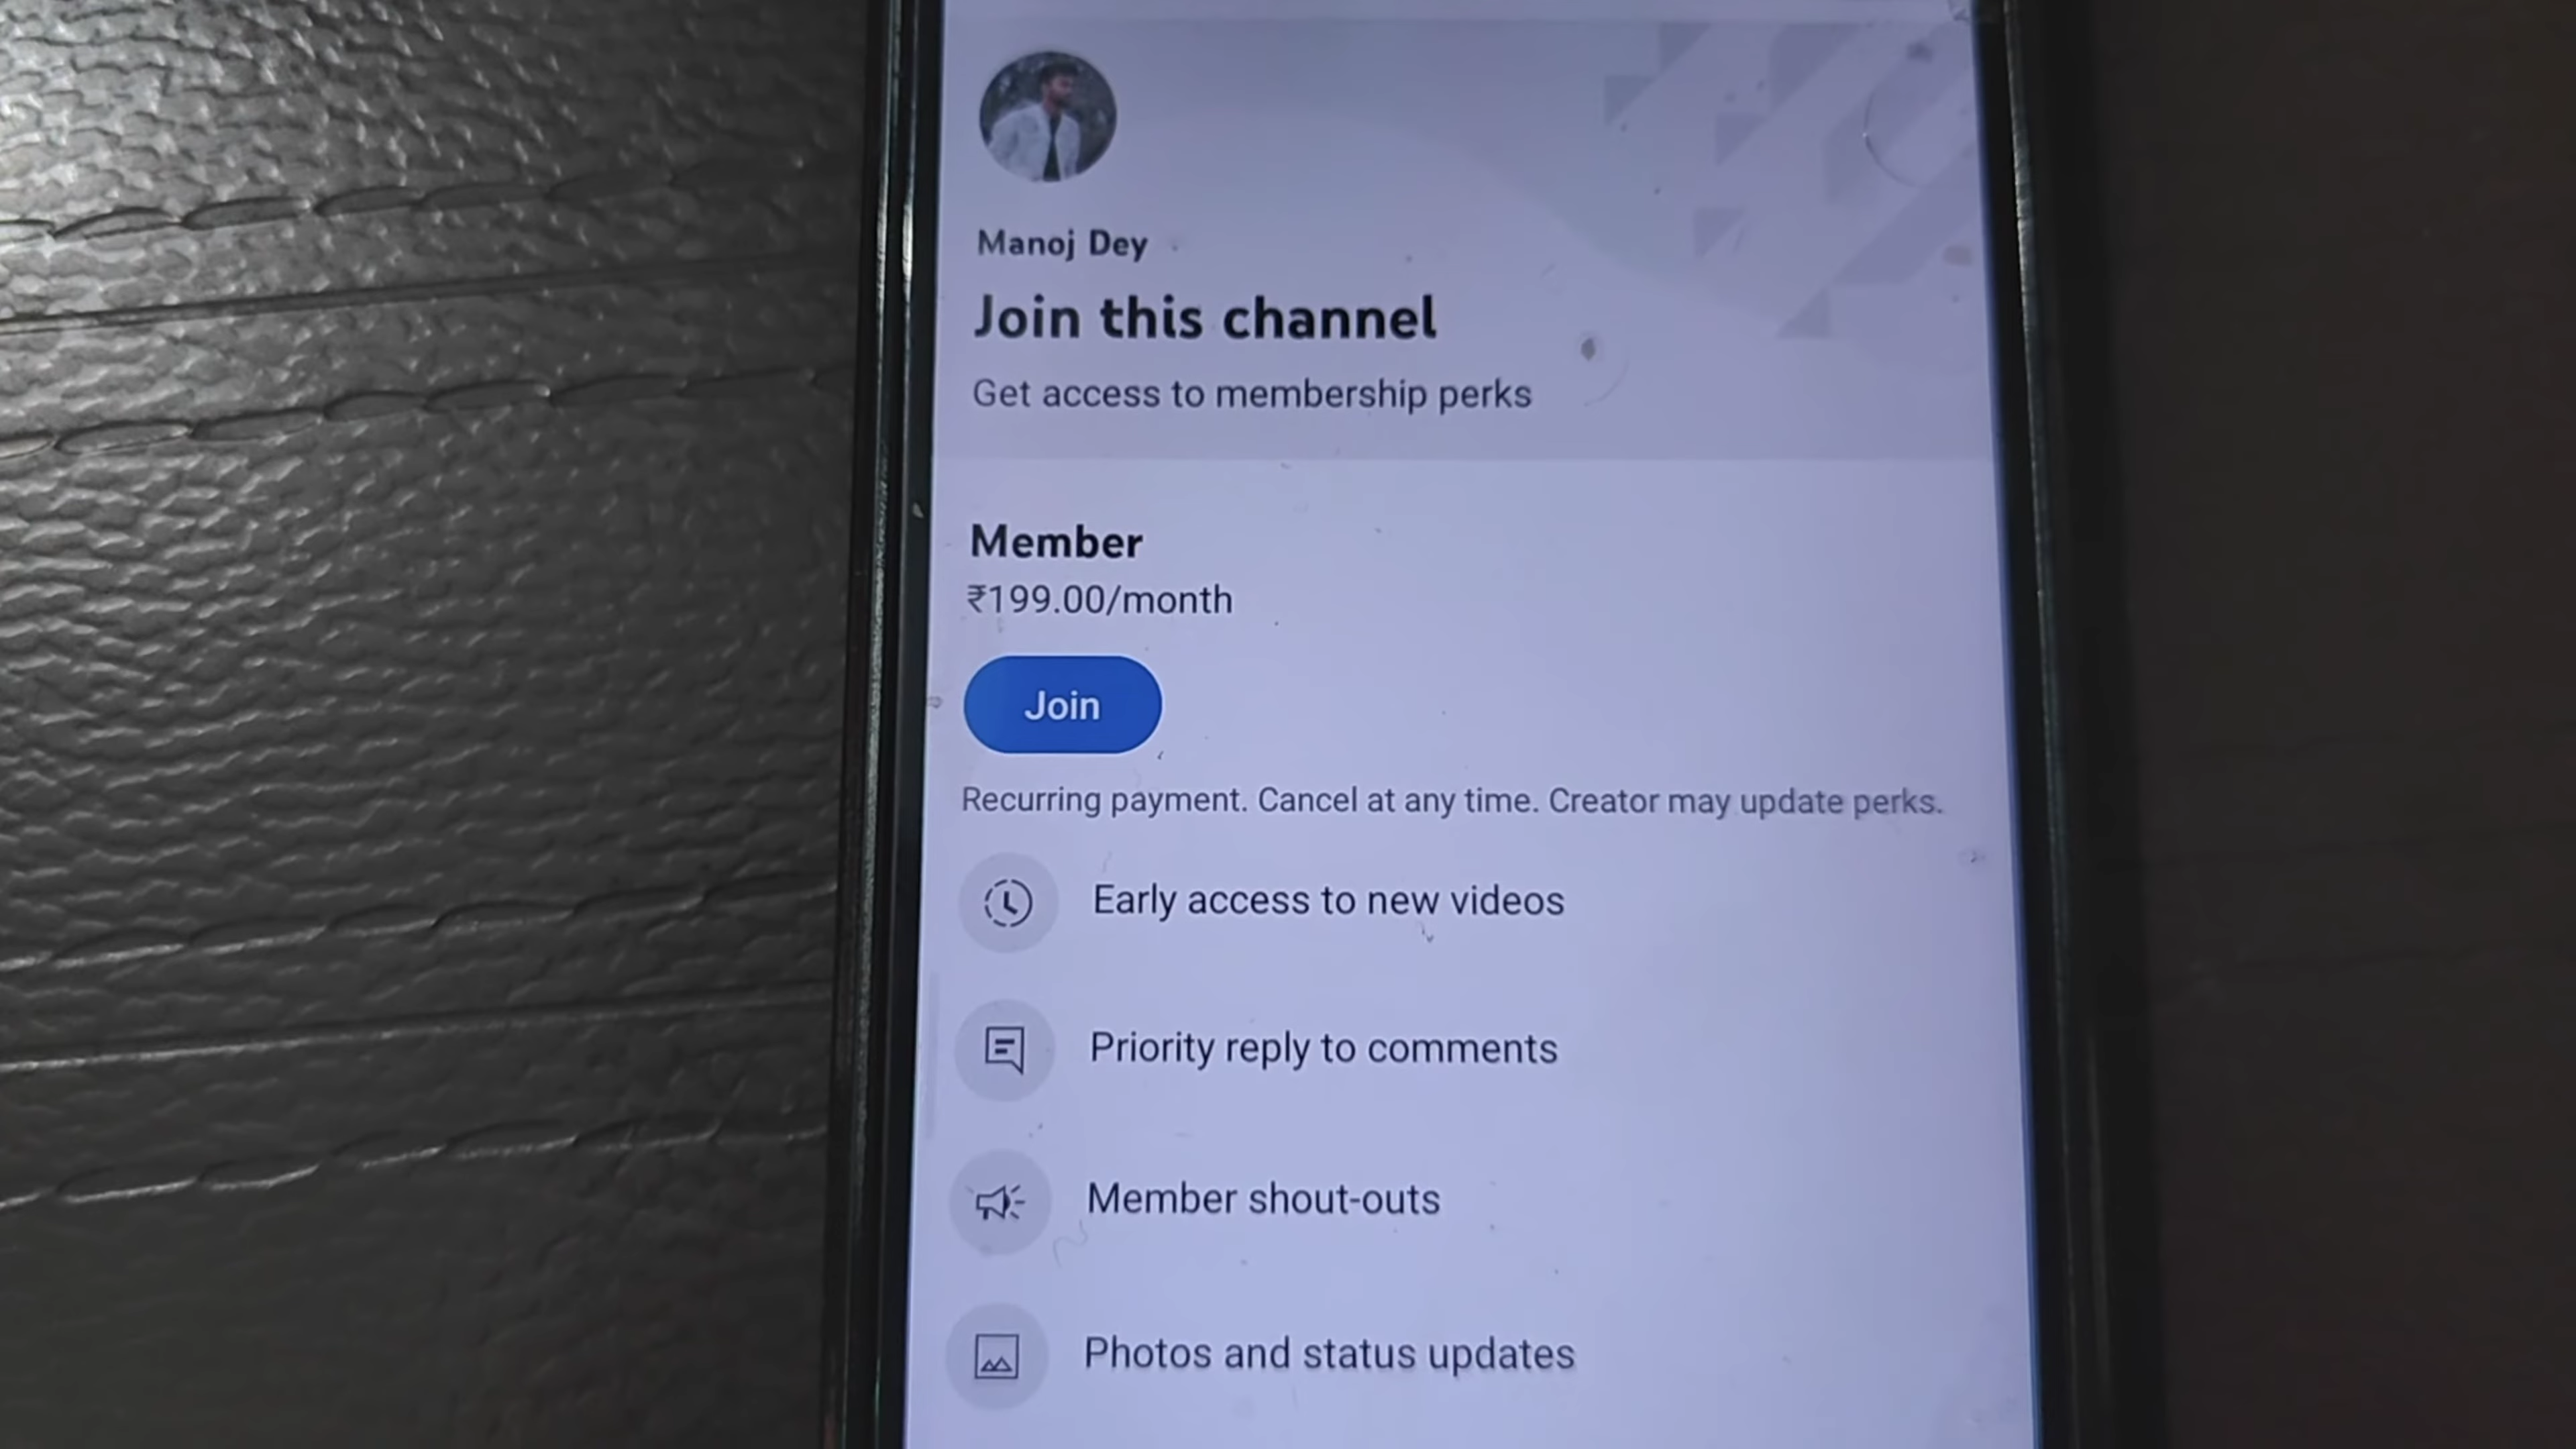 Manoj Dey
Join this channel
Get access to membership perks
Member
₹199.00/month
Join
Recurring payment. Cancel at any time. Creator may update perks.
Early access to new videos
Priority reply to comments
Member shout-outs
Photos and status updates